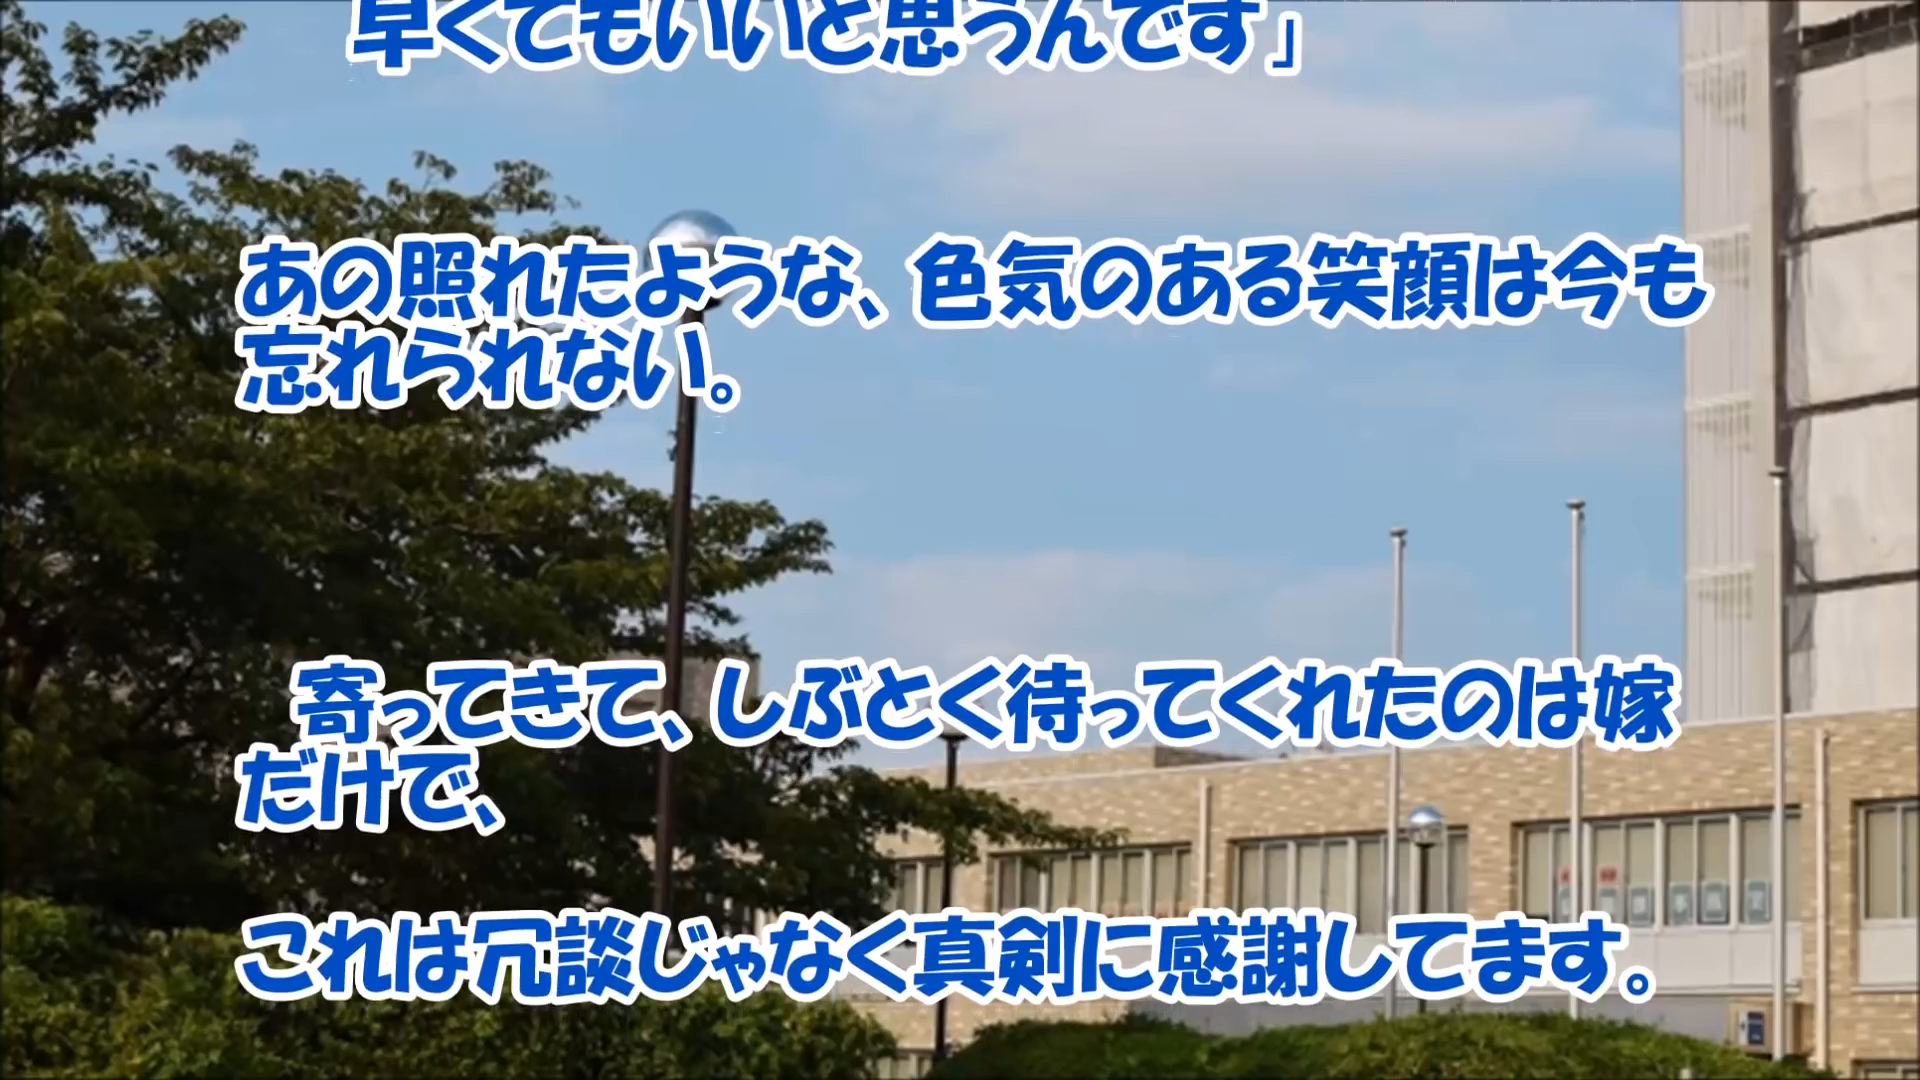 早くてもいいと思うんです」
あの照れたような、色気のある笑顔は今も
忘れられない。
寄ってきて、しぶとく待ってくれたのは嫁
だけで、
これは冗談じゃなく真剣に感謝してます。